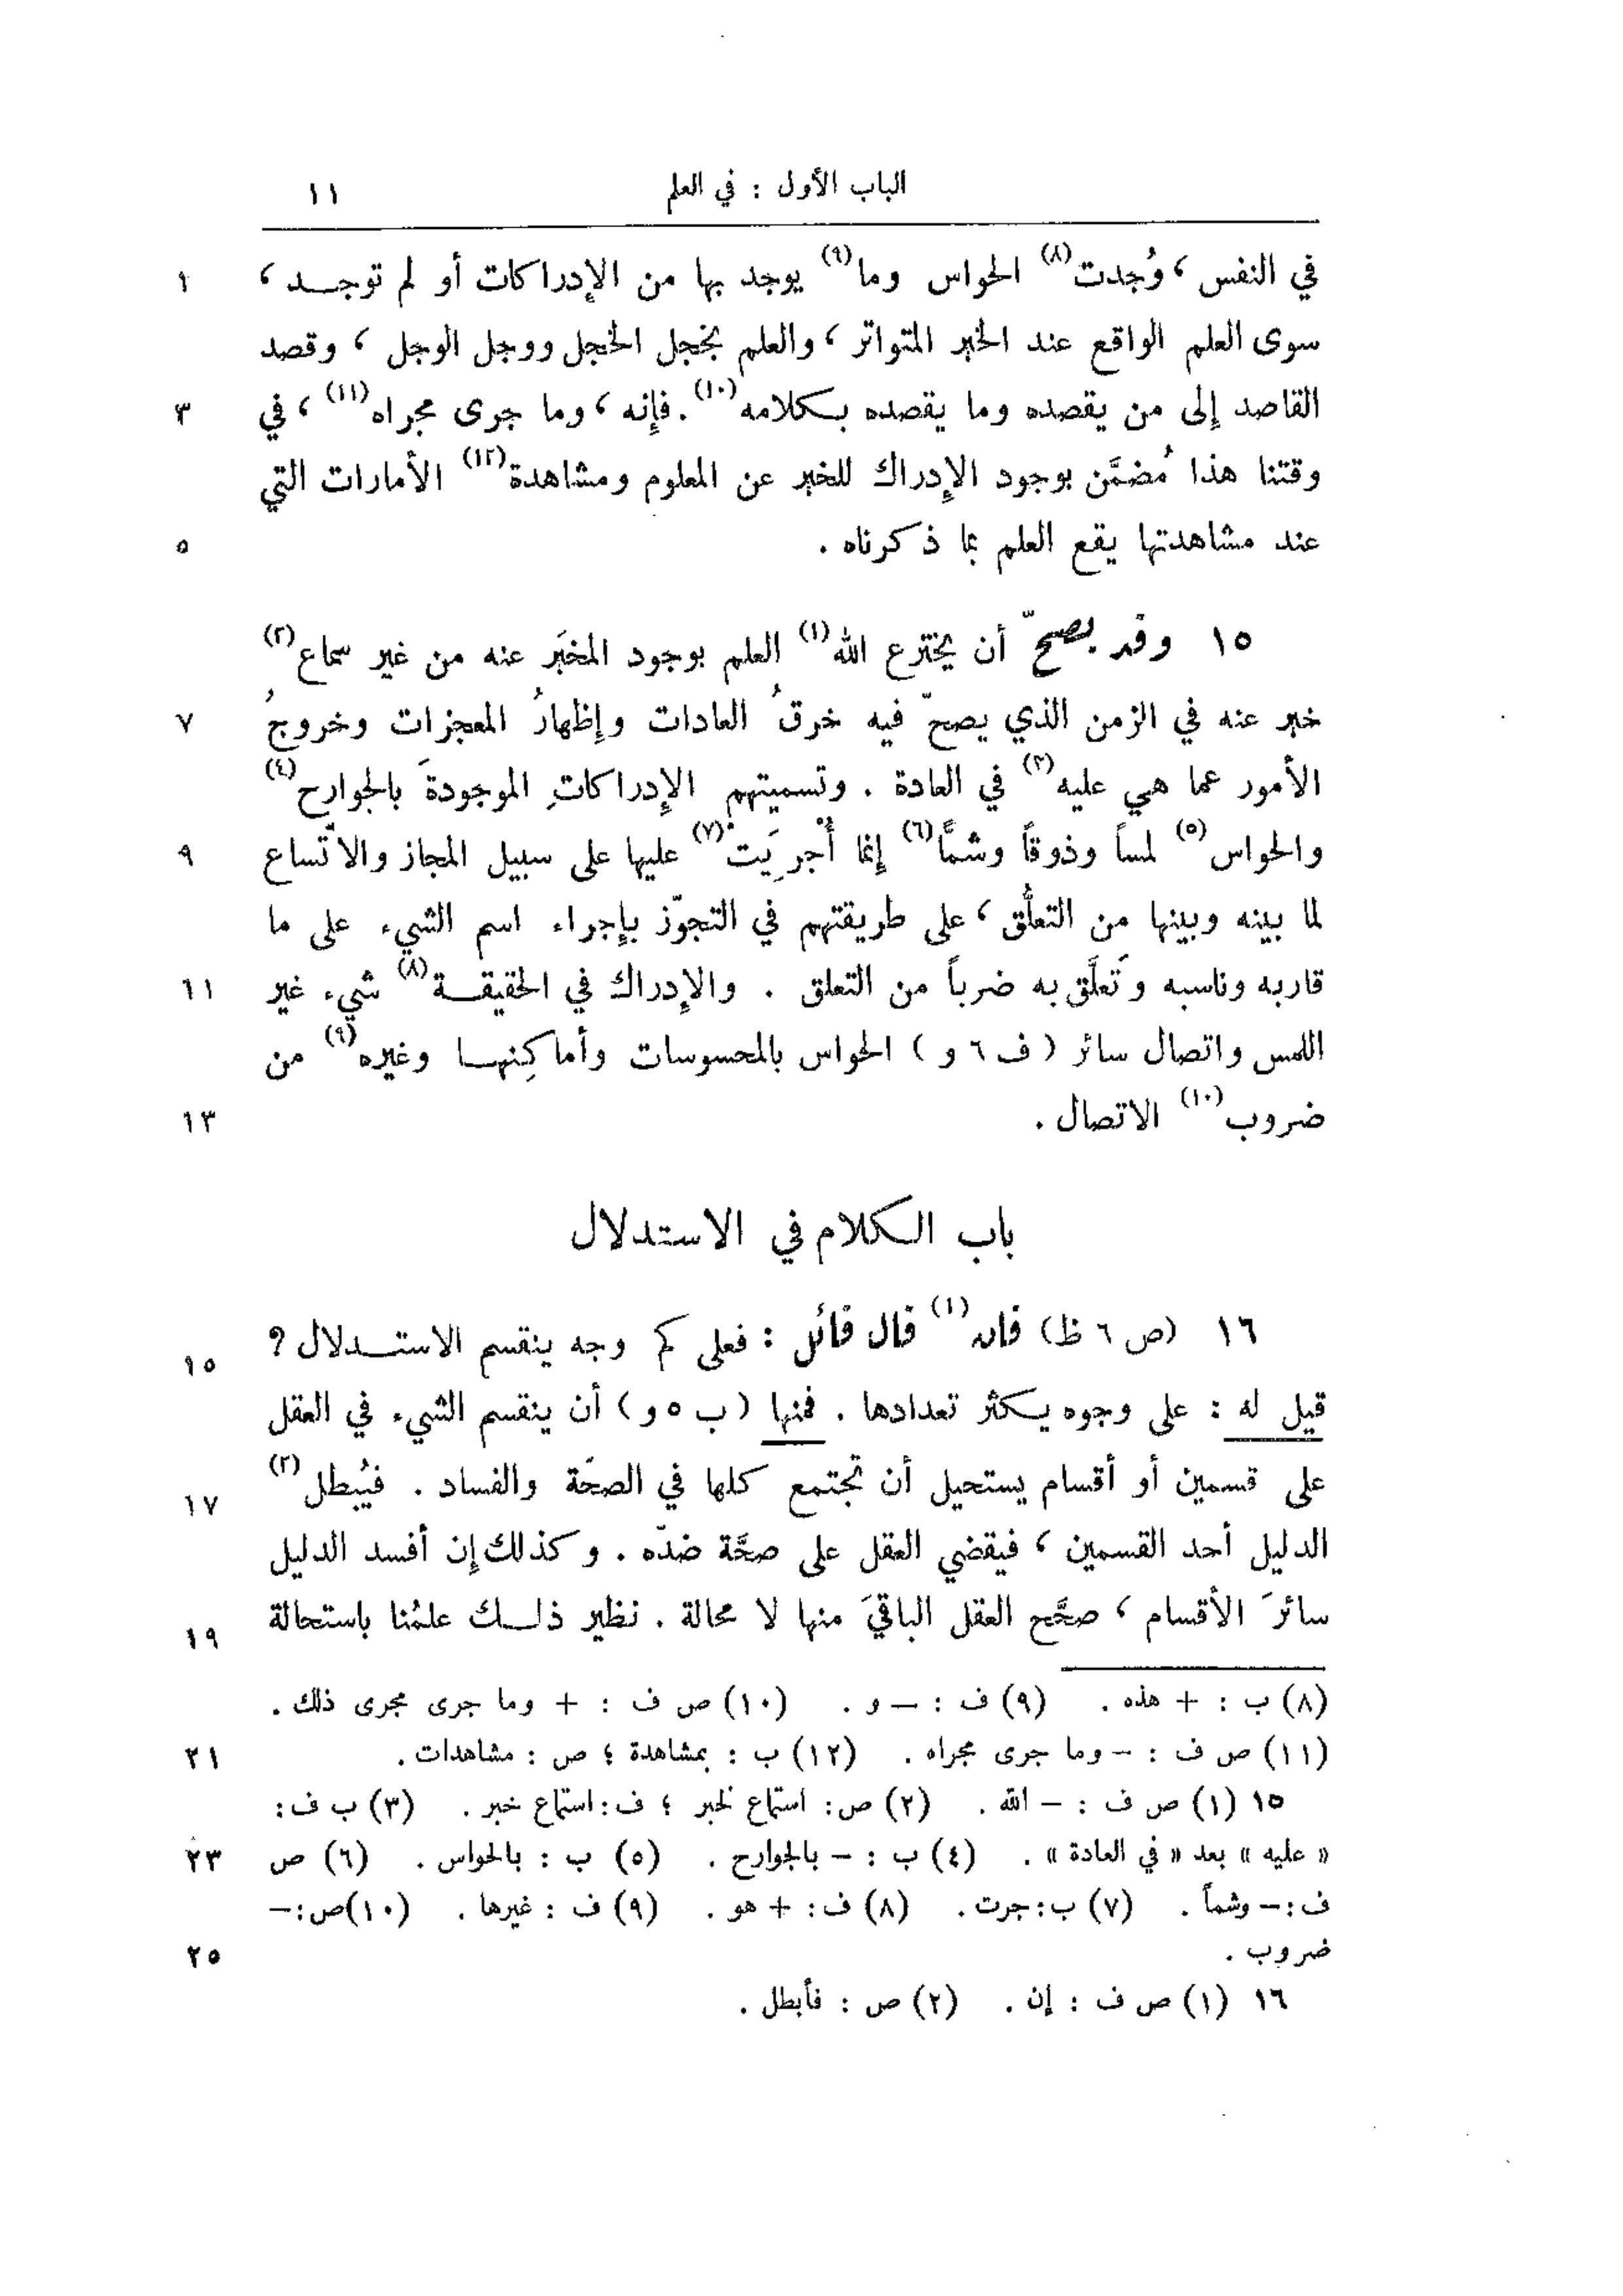 الباب الأول : في العلم ١١
في النفس ، وُجدت(٨) الحواس وما(٩) يوجد بها من الإدراكات أو لم توجــد ، ١
سوى العلم الواقع عند الخبر المتواتر ، والعلم بخجل الخجل ووجل الوجل ، وقصد
القاصد إلى من يقصده وما يقصده بكلامه(١٠) . فإنه ، وما جرى مجراه(١١) ، في ٣
وقتنا هذا مُضمَّن بوجود الإدراك للخبر عن المعلوم ومشاهدة(١٢) الأمارات التي
عند مشاهدتها يقع العلم بما ذكرناه . ٥
١٥ وقد يصحّ أن يخترع الله(١) العلم بوجود المخبَر عنه من غير سماع(٢)
خبر عنه في الزمن الذي يصحّ فيه خرقُ العادات وإظهارُ المعجزات وخروجُ ٧
الأمور عما هي عليه(٣) في العادة . وتسميتهم الإدراكاتِ الموجودةَ بالجوارح(٤)
والحواس(٥) لمساً وذوقاً وشمًّا(٦) إنما أُجرِيَتْ(٧) عليها على سبيل المجاز والاتّساع ٩
لما بينه وبينها من التعلُّق ، على طريقتهم في التجوّز بإجراء اسم الشيء على ما
قاربه وناسبه وتَعلَّق به ضرباً من التعلق . والإدراك في الحقيقــة(٨) شيء غير ١١
اللمس واتصال سائر ( ف ٦ و ) الحواس بالمحسوسات وأماكِنهــا وغيره(٩) من
ضروب(١٠) الاتصال . ١٣
باب الكلام في الاستدلال
١٦ (ص ٦ ظ) فان(١) قال قائل : فعلى كم وجه ينقسم الاستــدلال ؟ ١٥
قيل له : على وجوه يكثر تعدادها . فمنها ( ب ٥ و ) أن ينقسم الشيء في العقل
على قسمين أو أقسام يستحيل أن تجتمع كلها في الصحّة والفساد . فيُبطل(٢) ١٧
الدليل أحد القسمين ، فيقضي العقل على صحَّة ضدّه . وكذلك إن أفسد الدليل
سائرَ الأقسام ، صحَّح العقل الباقيَ منها لا محالة . نظير ذلــك علمُنا باستحالة ١٩
(٨) ب : + هذه . (٩) ف : – و . (١٠) ص ف : + وما جرى مجرى ذلك .
(١١) ص ف : – وما جرى مجراه . (١٢) ب : بمشاهدة ؛ ص : مشاهدات . ٢١
١٥ (١) ص ف : – الله . (٢) ص: استماع لخبر ؛ ف: استماع خبر . (٣) ب ف:
« عليه » بعد « في العادة » . (٤) ب : – بالجوارح . (٥) ب : بالحواس . (٦) ص ٢٣
ف: – وشماً . (٧) ب: جرت . (٨) ف: + هو . (٩) ف : غيرها . (١٠) ص: –
ضروب . ٢٥
١٦ (١) ص ف : إن . (٢) ص : فأبطل .